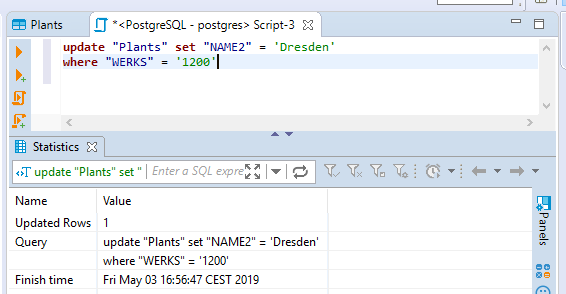 Plants
*<PostgreSQL - postgres> Script-3
update "Plants" set "NAME2" = 'Dresden'
where "WERKS" = '1200'
Statistics
T update "Plants" set "
Enter a SQL expre
Name Value
Updated Rows 1
Query update "Plants" set "NAME2" = 'Dresden'
where "WERKS" = '1200'
Finish time Fri May 03 16:56:47 CEST 2019
Panels